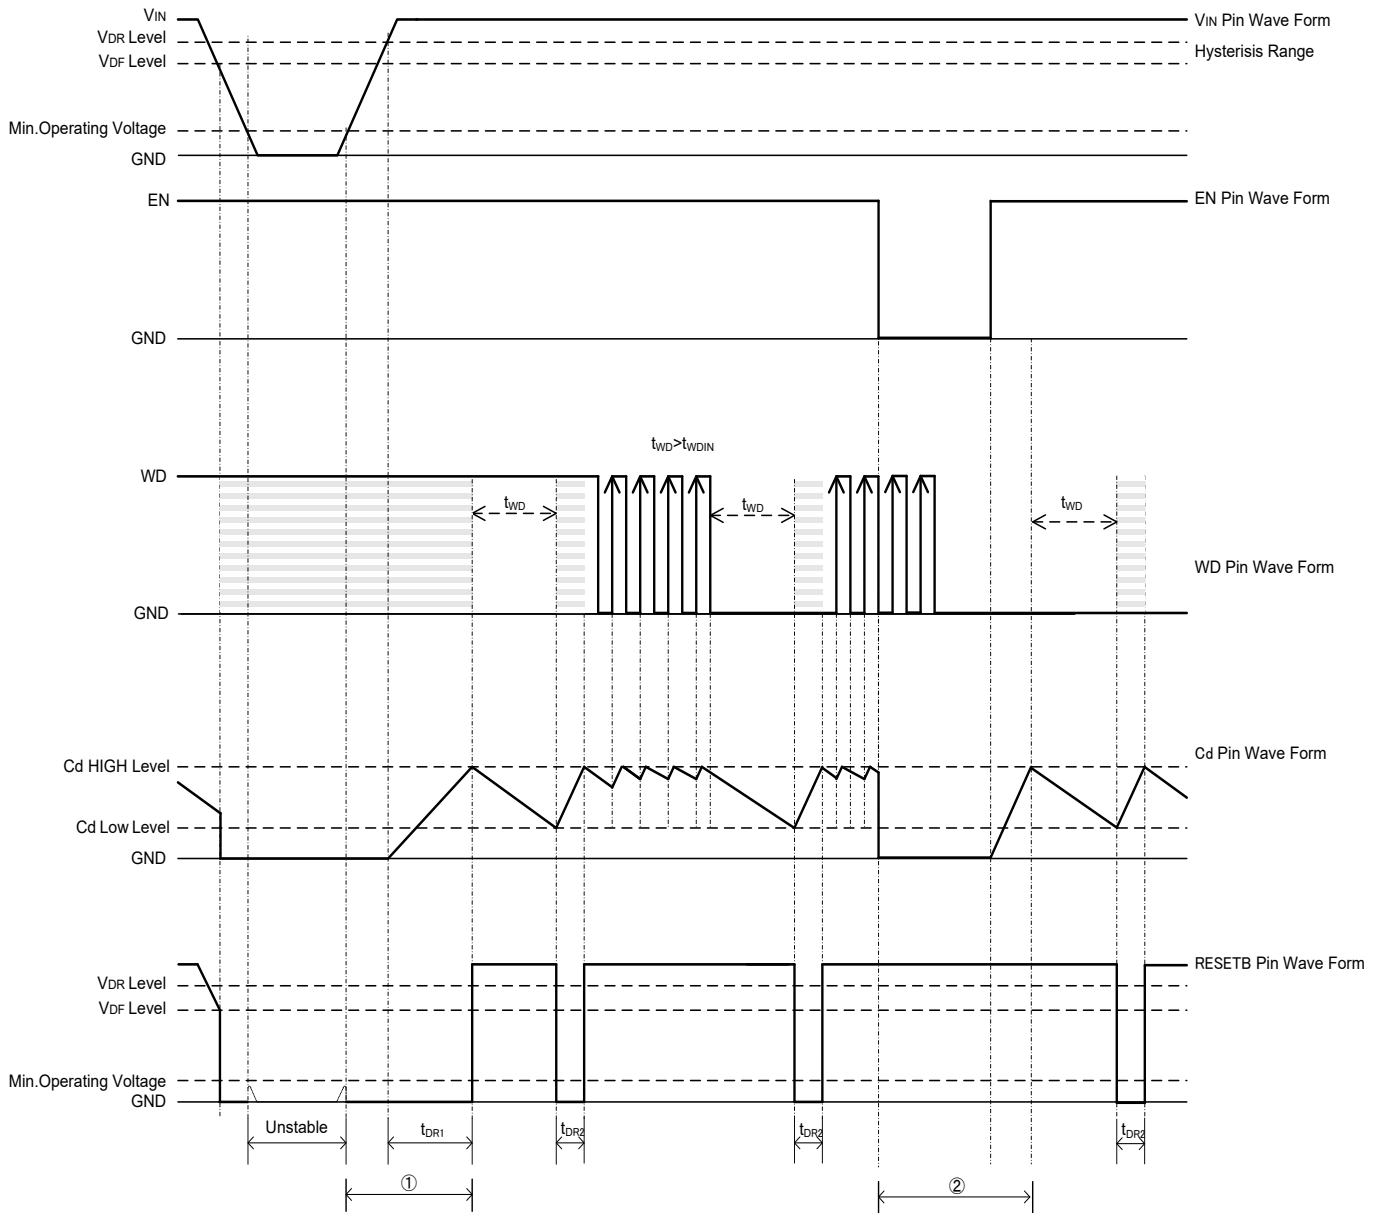 VIN
VIN Pin Wave Form
VDR Level
Hysterisis Range
VDF Level
Min.Operating Voltage
GND
EN
EN Pin Wave Form
GND
tWD>tWDIN
WD
tWD
tWD
tWD
WD Pin Wave Form
GND
Cd Pin Wave Form
Cd HIGH Level
Cd Low Level
GND
RESETB Pin Wave Form
VDR Level
VDF Level
Min.Operating Voltage
GND
Unstable
tDR1
tDR2
tDR2
tDR2
①
②